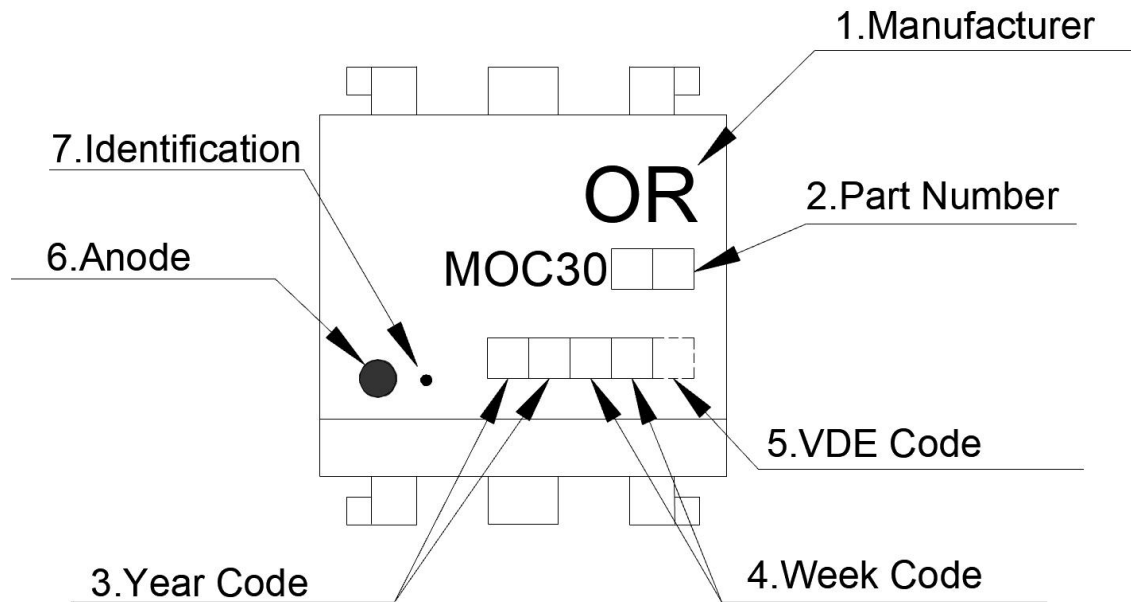 1.Manufacturer
7.Identification
OR
2.Part Number
6.Anode
MOC30
5.VDE Code
3.Year Code
4.Week Code